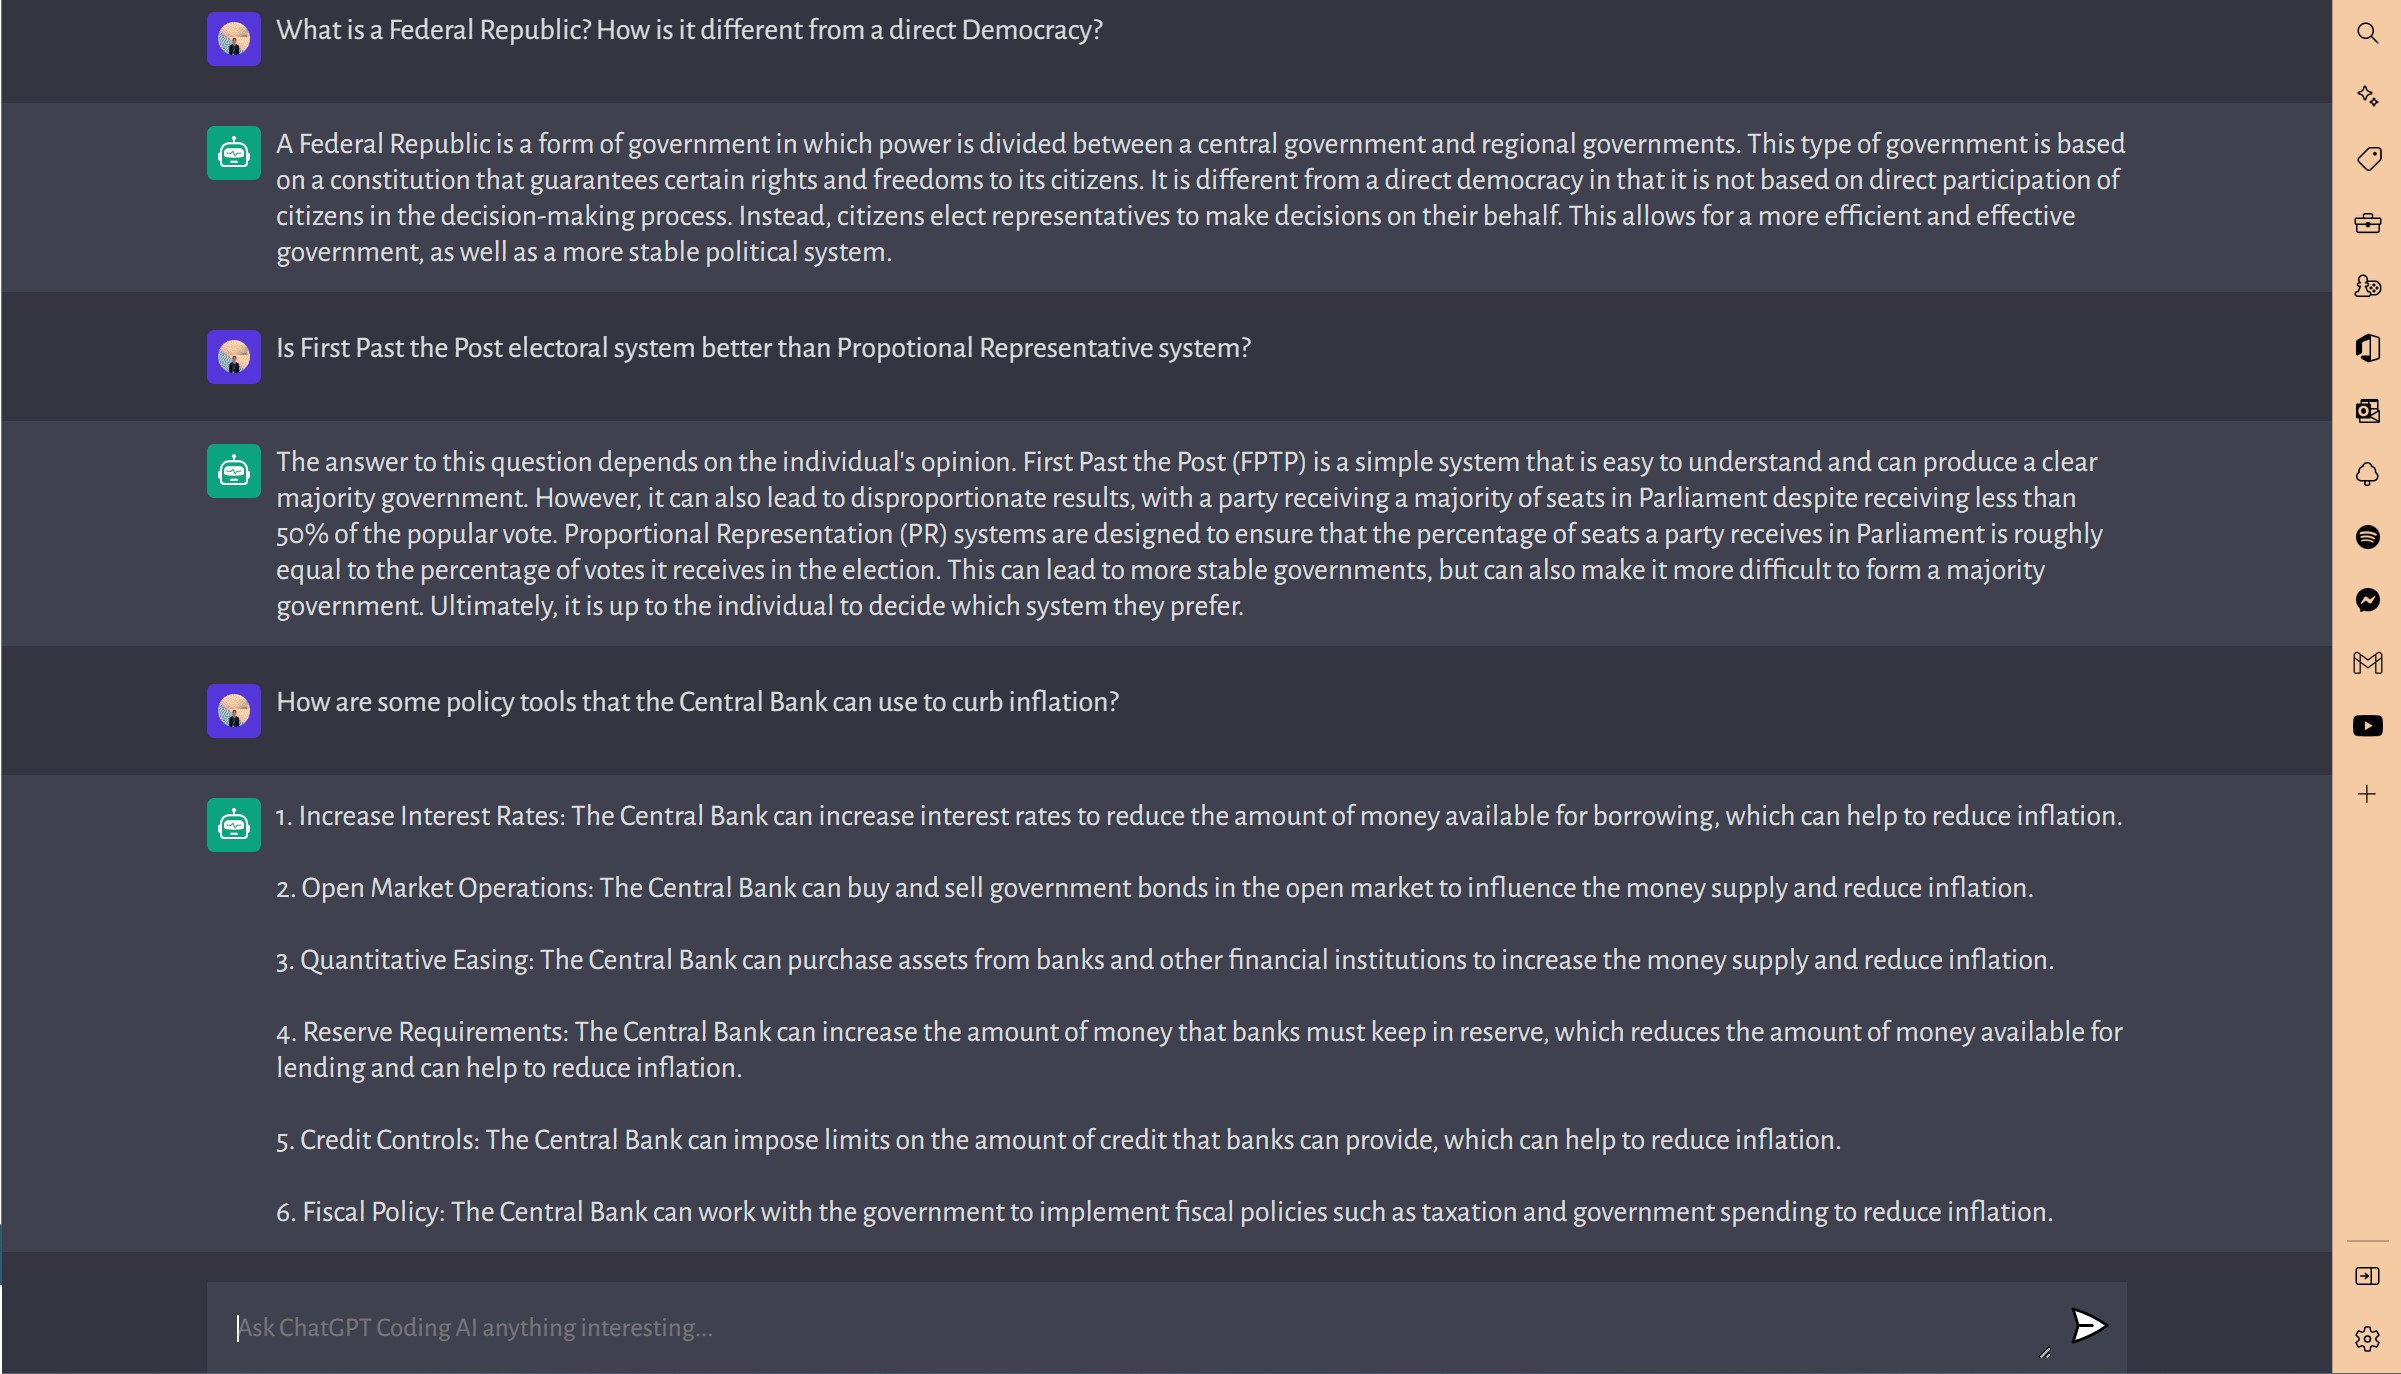 What is a Federal Republic? How is it different from a direct Democracy?
A Federal Republic is a form of government in which power is divided between a central government and regional governments. This type of government is based
on a constitution that guarantees certain rights and freedoms to its citizens. It is different from a direct democracy in that it is not based on direct participation of
citizens in the decision-making process. Instead, citizens elect representatives to make decisions on their behalf. This allows for a more efficient and effective
government, as well as a more stable political system.
Is First Past the Post electoral system better than Propotional Representative system?
The answer to this question depends on the individual's opinion. First Past the Post (FPTP) is a simple system that is easy to understand and can produce a clear
majority government. However, it can also lead to disproportionate results, with a party receiving a majority of seats in Parliament despite receiving less than
50% of the popular vote. Proportional Representation (PR) systems are designed to ensure that the percentage of seats a party receives in Parliament is roughly
equal to the percentage of votes it receives in the election. This can lead to more stable governments, but can also make it more difficult to form a majority
government. Ultimately, it is up to the individual to decide which system they prefer.
How are some policy tools that the Central Bank can use to curb inflation?
1. Increase Interest Rates: The Central Bank can increase interest rates to reduce the amount of money available for borrowing, which can help to reduce inflation.
2. Open Market Operations: The Central Bank can buy and sell government bonds in the open market to influence the money supply and reduce inflation.
3. Quantitative Easing: The Central Bank can purchase assets from banks and other financial institutions to increase the money supply and reduce inflation.
4. Reserve Requirements: The Central Bank can increase the amount of money that banks must keep in reserve, which reduces the amount of money available for
lending and can help to reduce inflation.
5. Credit Controls: The Central Bank can impose limits on the amount of credit that banks can provide, which can help to reduce inflation.
6. Fiscal Policy: The Central Bank can work with the government to implement fiscal policies such as taxation and government spending to reduce inflation.
Ask ChatGPT Coding AI anything interesting...